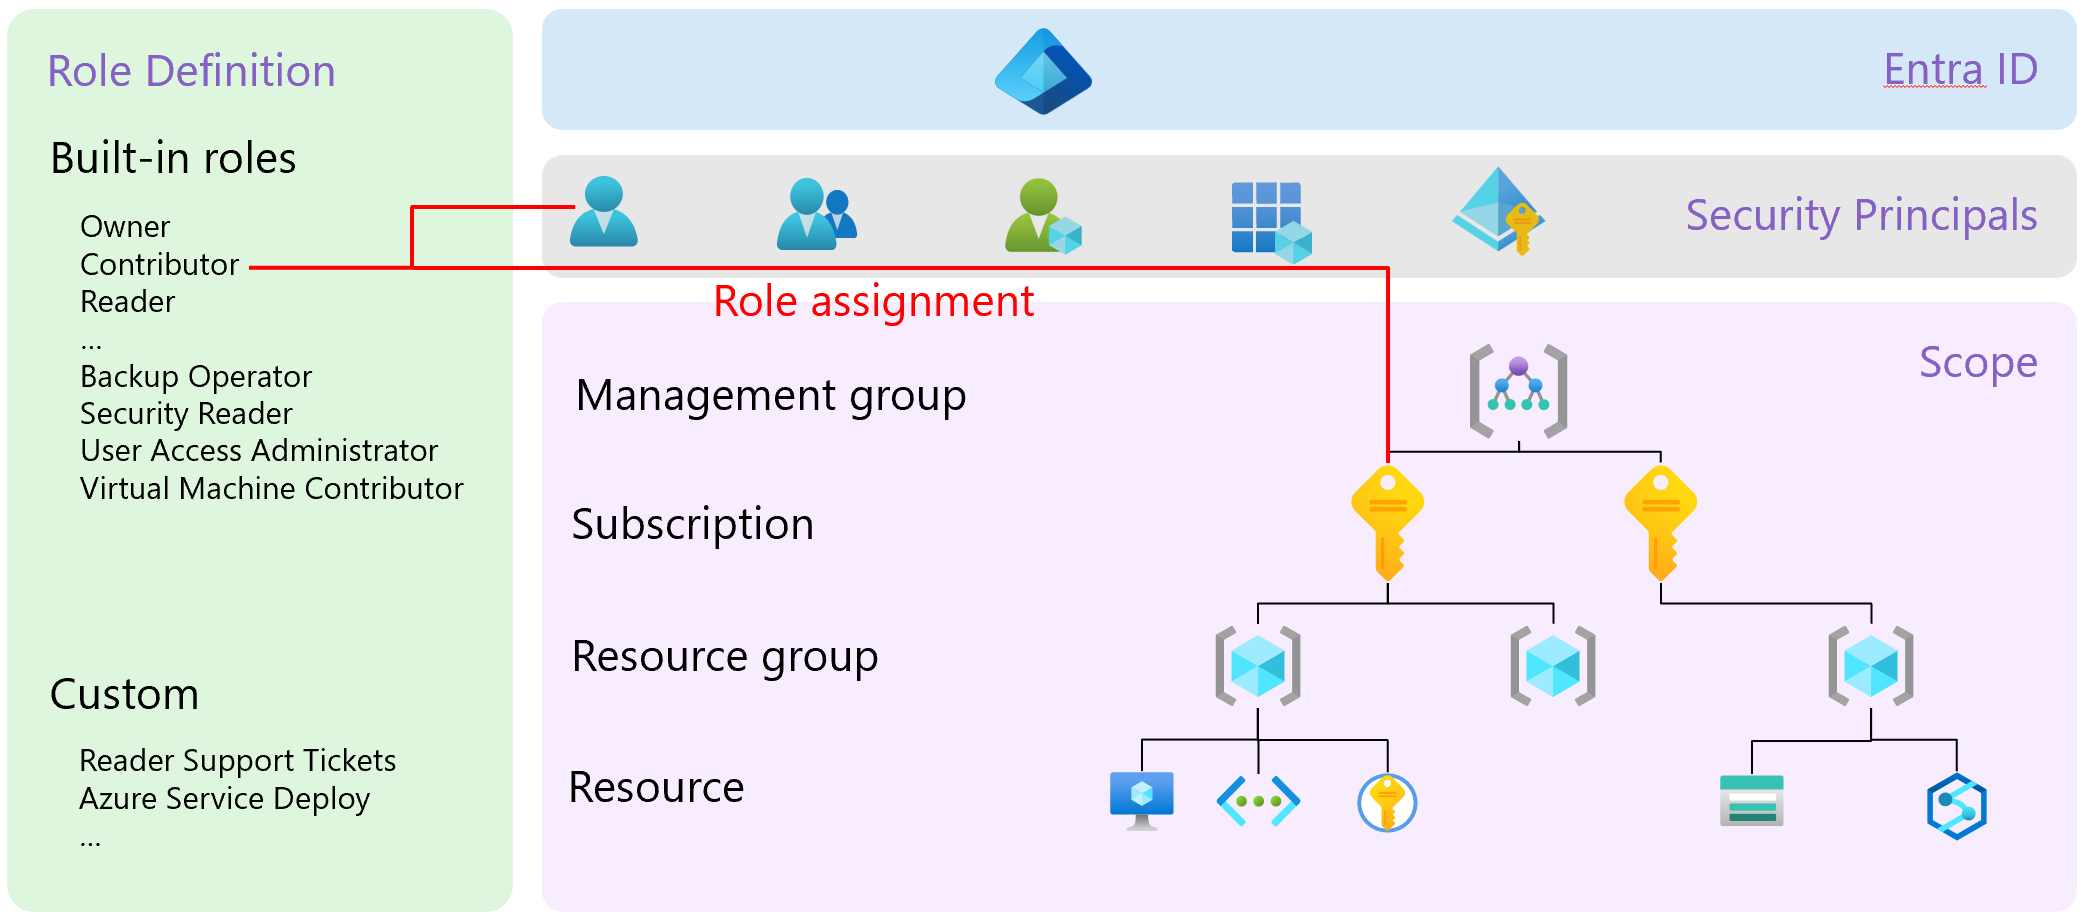 Role Definition
Built-in roles
Owner
Contributor
Reader
...
Backup Operator
Security Reader
User Access Administrator
Virtual Machine Contributor
Custom
Reader Support Tickets
Azure Service Deploy
...
Entra ID
Security Principals
Role assignment
Scope
Management group
Subscription
Resource group
Resource